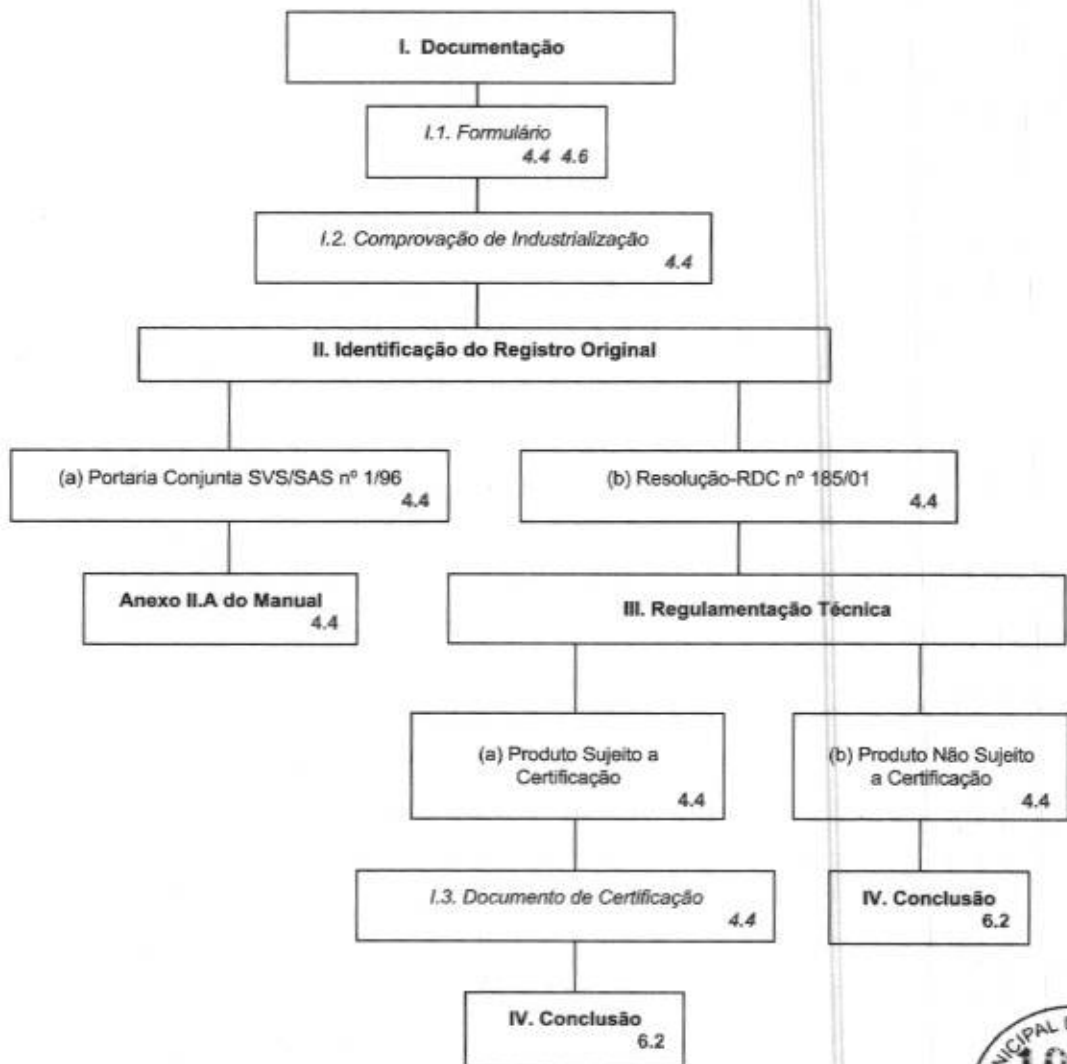 I. Documentação
I.1. Formulário
4.4 4.6
I.2. Comprovação de Industrialização
4.4
II. Identificação do Registro Original
(a) Portaria Conjunta SVS/SAS nº 1/96
4.4
(b) Resolução-RDC nº 185/01
4.4
Anexo II.A do Manual
4.4
III. Regulamentação Técnica
(a) Produto Sujeito a
Certificação
4.4
(b) Produto Não Sujeito
a Certificação
4.4
I.3. Documento de Certificação
4.4
IV. Conclusão
6.2
IV. Conclusão
6.2